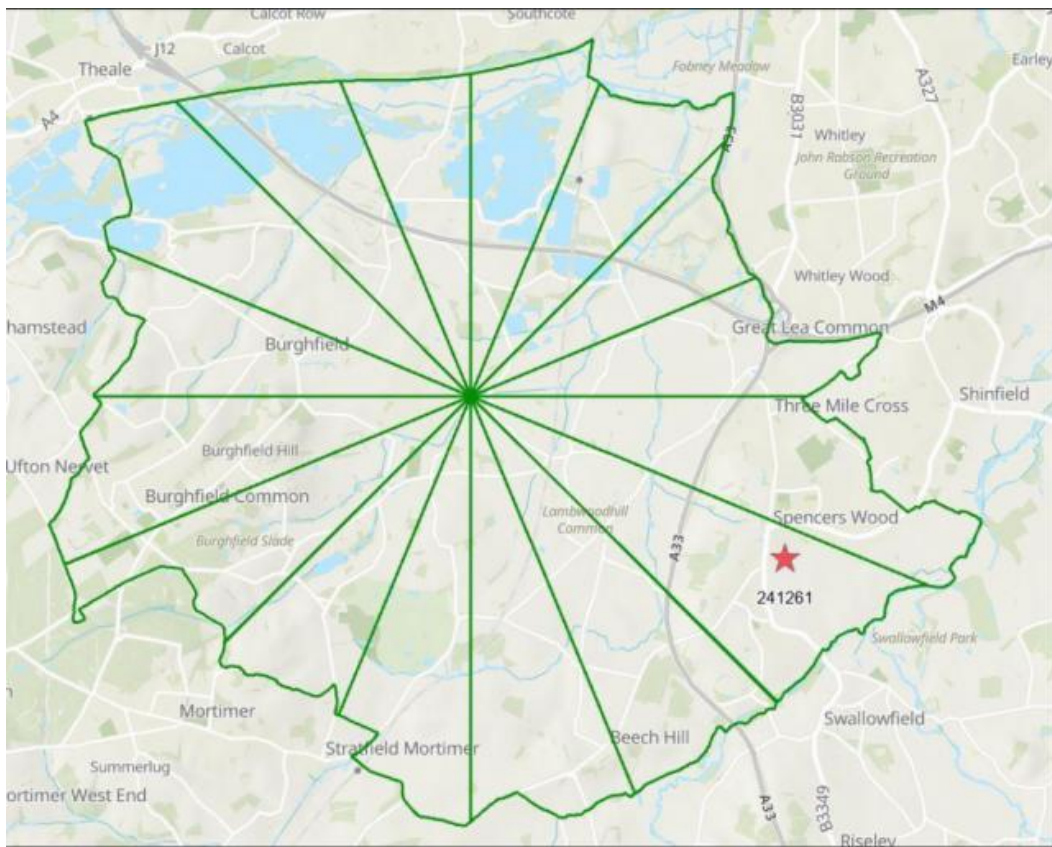 Calcot Row
Southcote
J12
Calcot
Theale
Fobney Meadow
Earley
A327
A4
B3031
A33
Whitley
John Rabson Recreation
Ground
Whitley Wood
M4
hamstead
Great Lea Common
Burghfield
Shinfield
Three Mile Cross
Burghfield Hill
Ufton Nervet
Burghfield Common
Lambwoodhill
Common
Spencers Wood
Burghfield Slade
A33
241261
Swallowfield Park
Mortimer
Swallowfield
Beech Hill
Stratfield Mortimer
Summerlug
ortimer West End
A33
B3349
Riseley